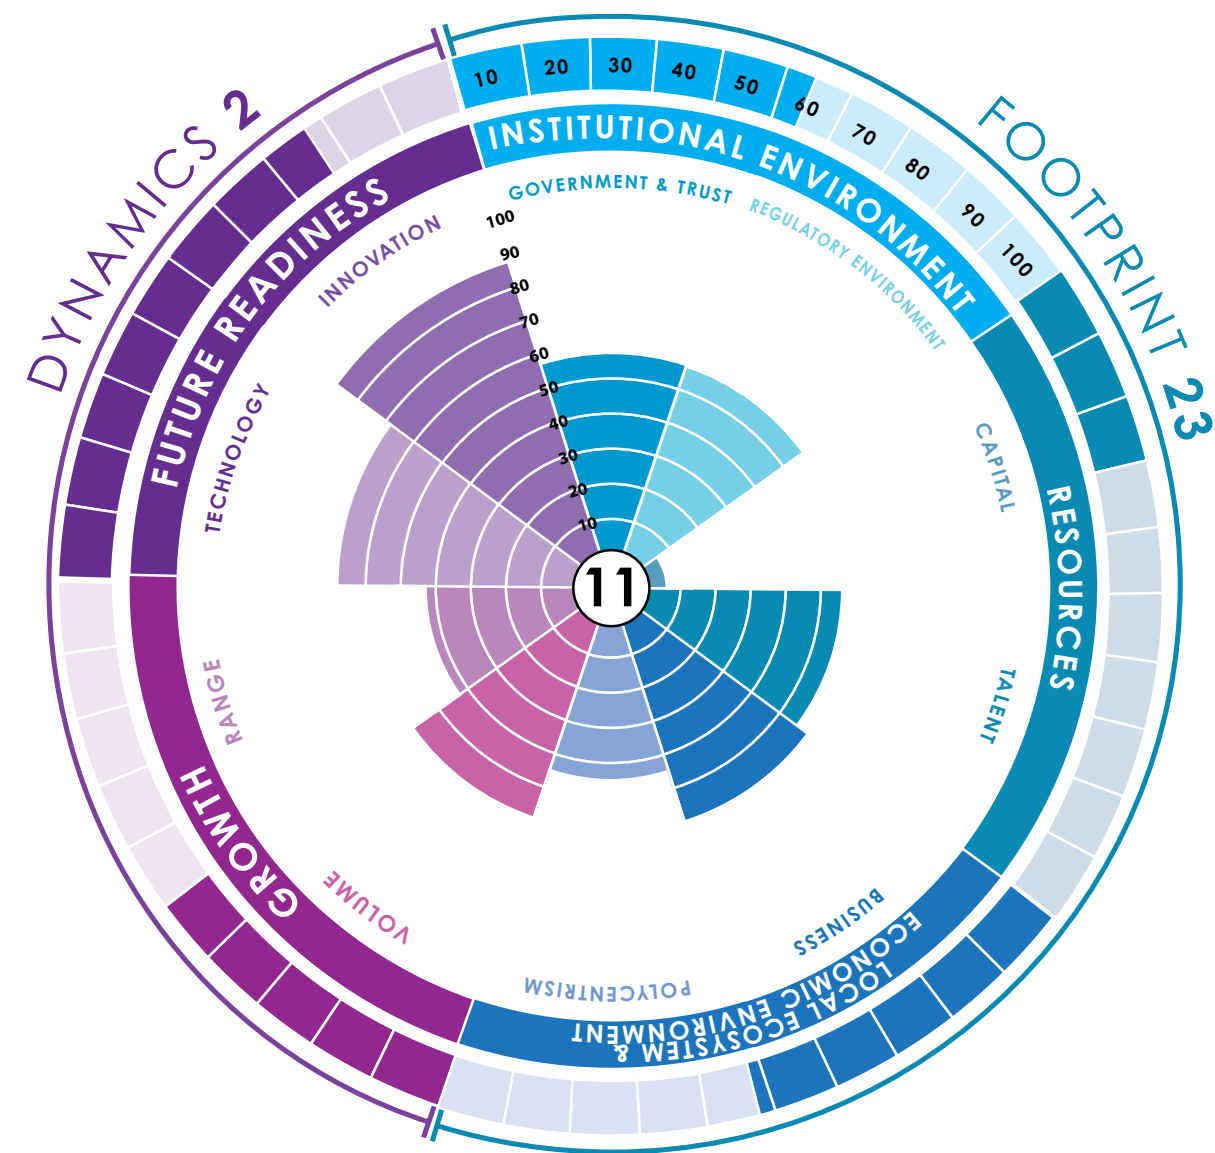 DYNAMICS 2
FOOTPRINT 23
10 20 30 40 50 60 70 80 90 100
INSTITUTIONAL ENVIRONMENT
GOVERNMENT & TRUST
REGULATORY ENVIRONMENT
RESOURCES
CAPITAL
TALENT
LOCAL ECOSYSTEM &
ECONOMIC ENVIRONMENT
BUSINESS
POLYCENTRISM
GROWTH
VOLUME
RANGE
FUTURE READINESS
TECHNOLOGY
INNOVATION
100
90
80
70
60
50
40
30
20
10
11